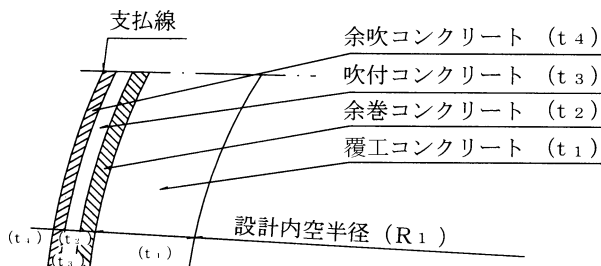 支払線
余吹コンクリート (t4)
吹付コンクリート (t3)
余巻コンクリート (t2)
覆工コンクリート (t1)
設計内空半径 (R1)
(t4) (t2) (t1)
(t3)